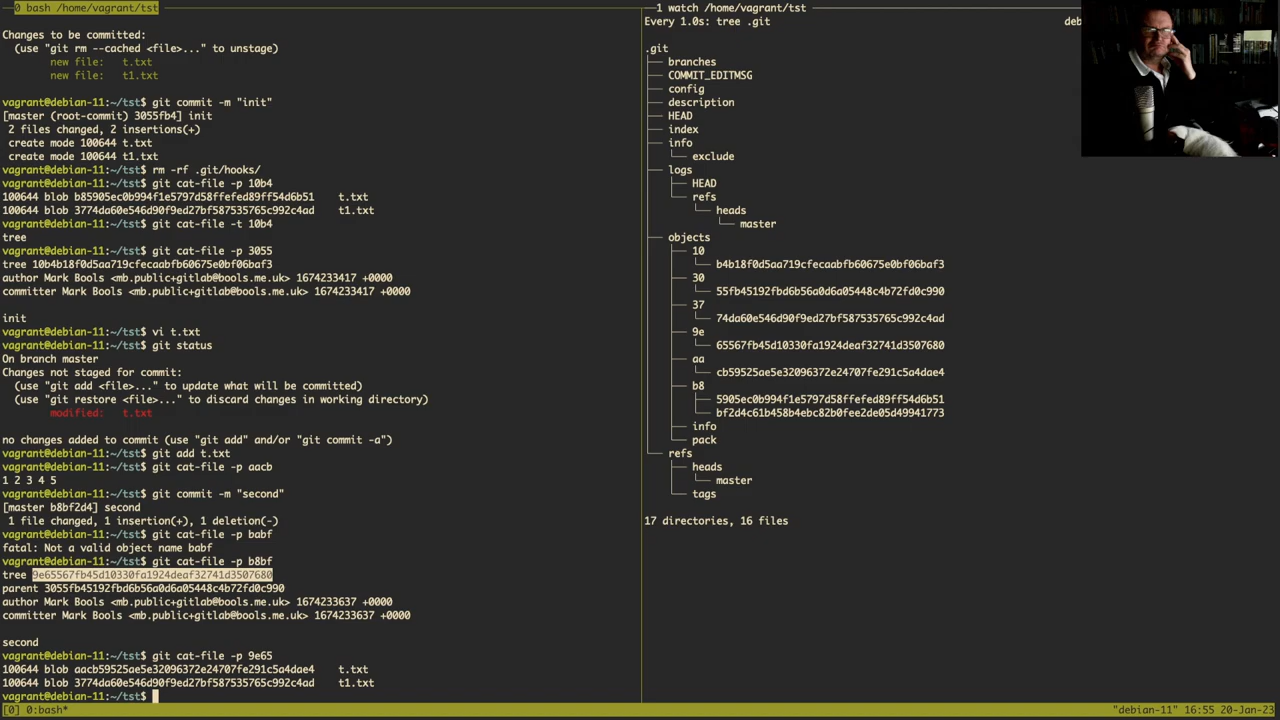 0 bash /home/vagrant/tst
Changes to be committed:
(use "git rm --cached <file>..." to unstage)
new file:   t.txt
new file:   t1.txt
vagrant@debian-11:~/tst$ git commit -m "init"
[master (root-commit) 3055fb4] init
2 files changed, 2 insertions(+)
create mode 100644 t.txt
create mode 100644 t1.txt
vagrant@debian-11:~/tst$ rm -rf .git/hooks/
vagrant@debian-11:~/tst$ git cat-file -p 10b4
100644 blob b85905ec0b994f1e5797d58ffefed89ff54d6b51    t.txt
100644 blob 3774da60e546d90f9ed27bf587535765c992c4ad    t1.txt
vagrant@debian-11:~/tst$ git cat-file -t 10b4
tree
vagrant@debian-11:~/tst$ git cat-file -p 3055
tree 10b4b18f0d5aa719cfecaabfb60675e0bf06baf3
author Mark Bools <mb.public+gitlab@bools.me.uk> 1674233417 +0000
committer Mark Bools <mb.public+gitlab@bools.me.uk> 1674233417 +0000
init
vagrant@debian-11:~/tst$ vi t.txt
vagrant@debian-11:~/tst$ git status
On branch master
Changes not staged for commit:
(use "git add <file>..." to update what will be committed)
(use "git restore <file>..." to discard changes in working directory)
modified:   t.txt
no changes added to commit (use "git add" and/or "git commit -a")
vagrant@debian-11:~/tst$ git add t.txt
vagrant@debian-11:~/tst$ git cat-file -p aacb
1 2 3 4 5
vagrant@debian-11:~/tst$ git commit -m "second"
[master b8bf2d4] second
1 file changed, 1 insertion(+), 1 deletion(-)
vagrant@debian-11:~/tst$ git cat-file -p babf
fatal: Not a valid object name babf
vagrant@debian-11:~/tst$ git cat-file -p b8bf
tree 9e65567fb45d10330fa1924deaf32741d3507680
parent 3055fb45192fbd6b56a0d6a05448c4b72fd0c990
author Mark Bools <mb.public+gitlab@bools.me.uk> 1674233637 +0000
committer Mark Bools <mb.public+gitlab@bools.me.uk> 1674233637 +0000
second
vagrant@debian-11:~/tst$ git cat-file -p 9e65
100644 blob aacb59525ae5e32096372e24707fe291c5a4dae4    t.txt
100644 blob 3774da60e546d90f9ed27bf587535765c992c4ad    t1.txt
vagrant@debian-11:~/tst$
1 watch /home/vagrant/tst
Every 1.0s: tree .git    deb
.git
├── branches
├── COMMIT_EDITMSG
├── config
├── description
├── HEAD
├── index
├── info
│   └── exclude
├── logs
│   ├── HEAD
│   └── refs
│       └── heads
│           └── master
├── objects
│   ├── 10
│   │   └── b4b18f0d5aa719cfecaabfb60675e0bf06baf3
│   ├── 30
│   │   └── 55fb45192fbd6b56a0d6a05448c4b72fd0c990
│   ├── 37
│   │   └── 74da60e546d90f9ed27bf587535765c992c4ad
│   ├── 9e
│   │   └── 65567fb45d10330fa1924deaf32741d3507680
│   ├── aa
│   │   └── cb59525ae5e32096372e24707fe291c5a4dae4
│   ├── b8
│   │   ├── 5905ec0b994f1e5797d58ffefed89ff54d6b51
│   │   └── bf2d4c61b458b4ebc82b0fee2de05d49941773
│   ├── info
│   └── pack
└── refs
    ├── heads
    │   └── master
    └── tags
17 directories, 16 files
[0] 0:bash*    "debian-11" 16:55 20-Jan-23